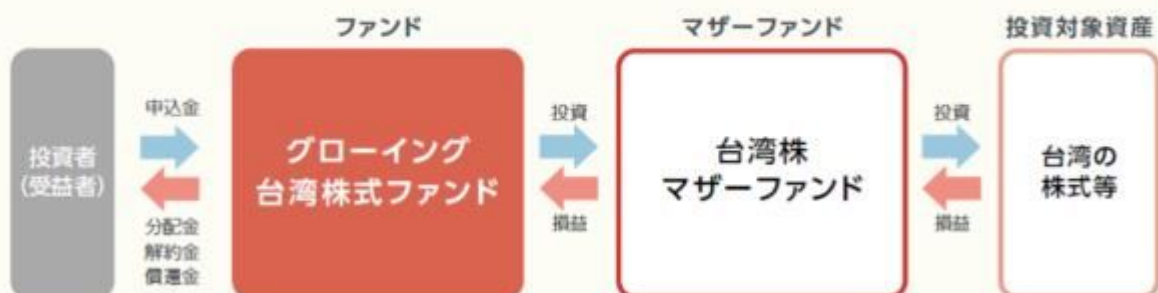 ファンド
マザーファンド
投資対象資産
投資者
(受益者)
申込金
分配金
解約金
償還金
グローイング
台湾株式ファンド
投資
損益
台湾株
マザーファンド
投資
損益
台湾の
株式等